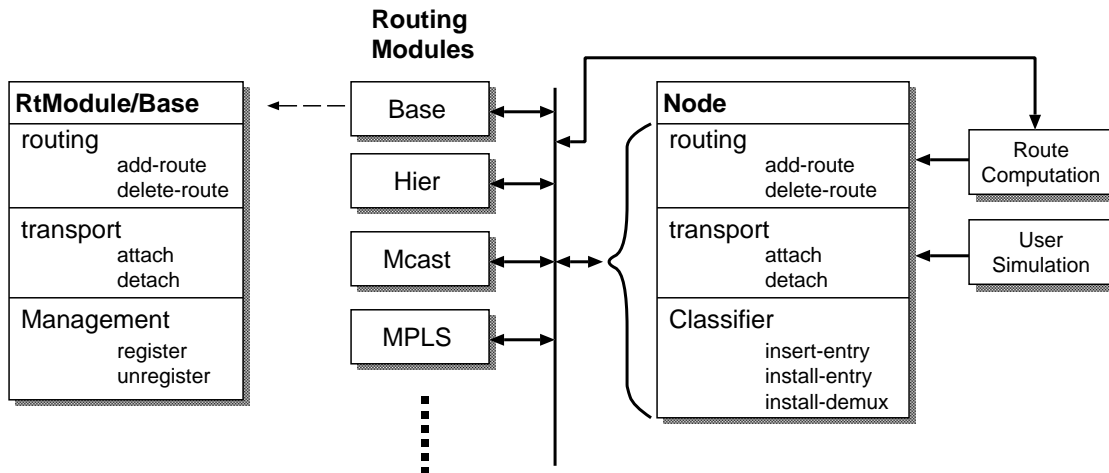 Routing
Modules
RtModule/Base
routing
add-route
delete-route
transport
attach
detach
Management
register
unregister
Base
Hier
Mcast
MPLS
Node
routing
add-route
delete-route
transport
attach
detach
Classifier
insert-entry
install-entry
install-demux
Route
Computation
User
Simulation